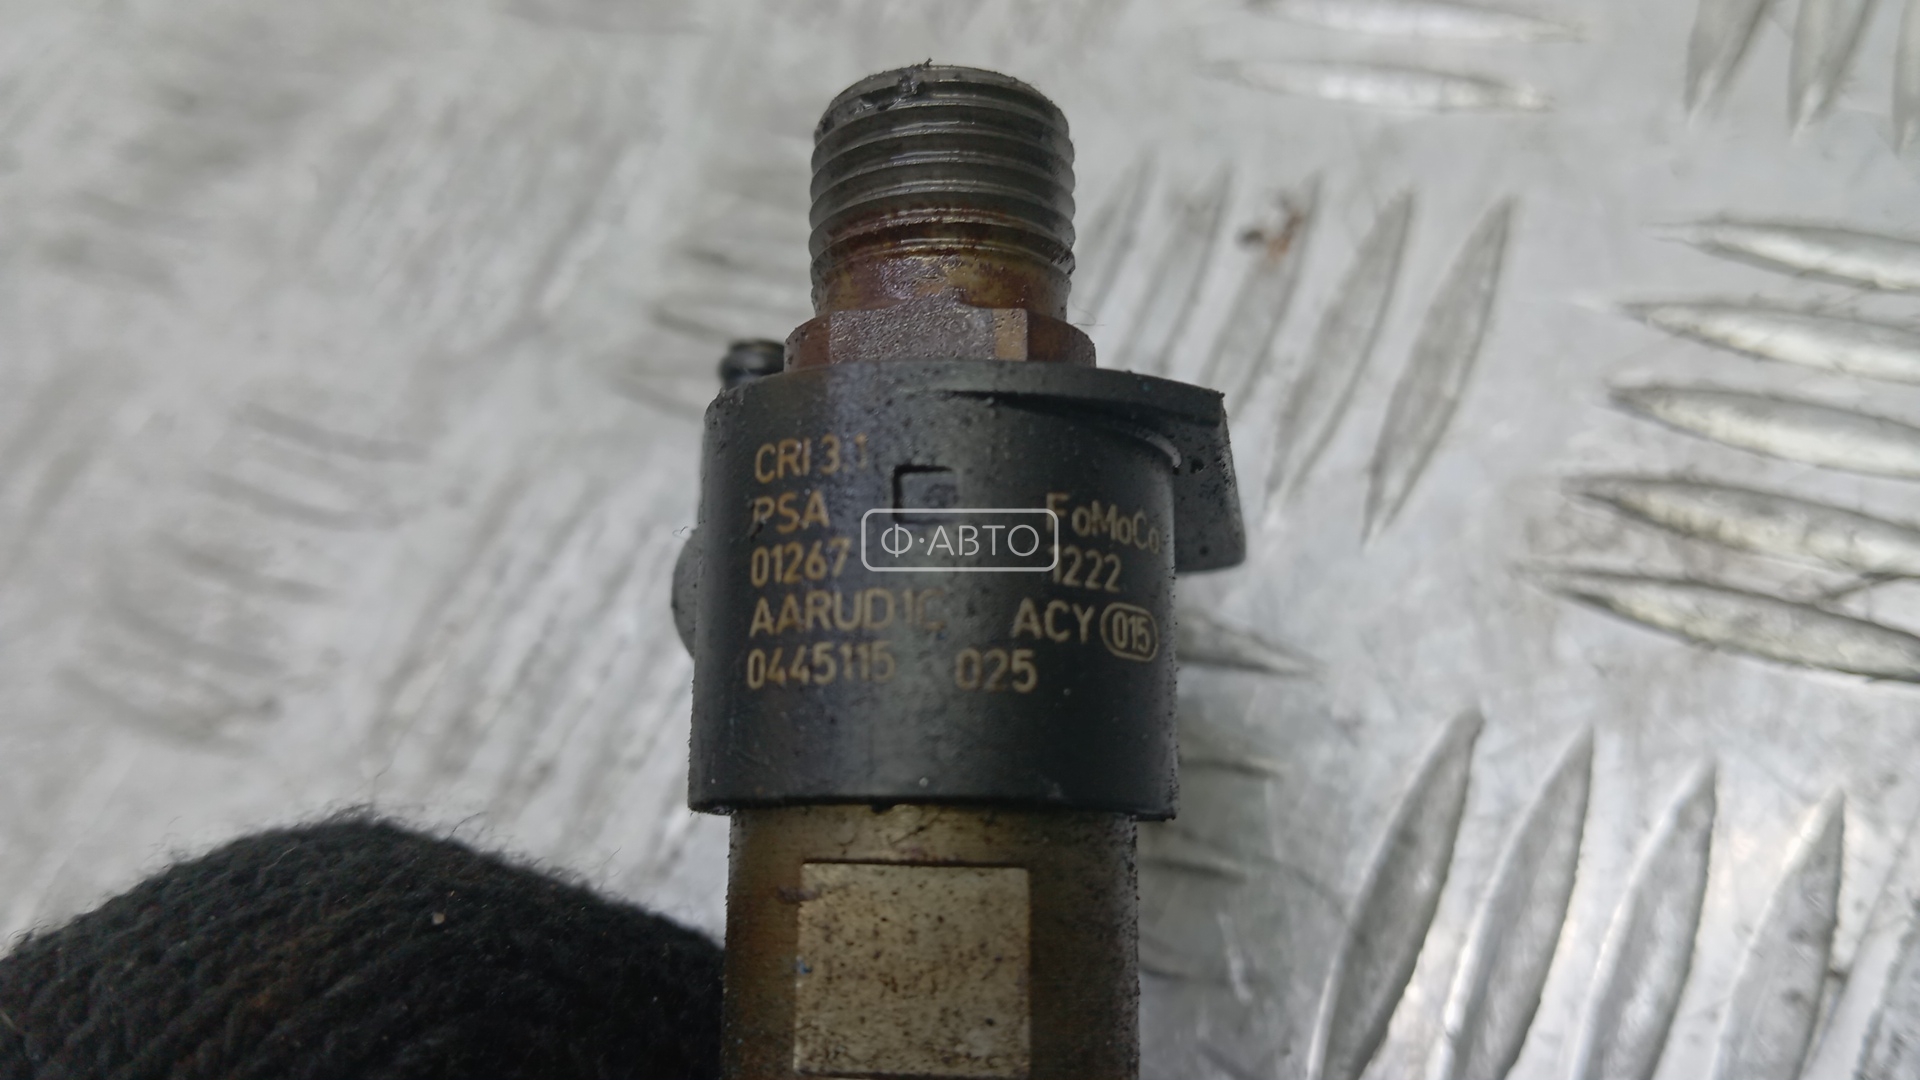 CRI 3.1
PSA FoMoCo
01267 1222
AARUD1C ACY 015
0445115 025
Ф·АВТО